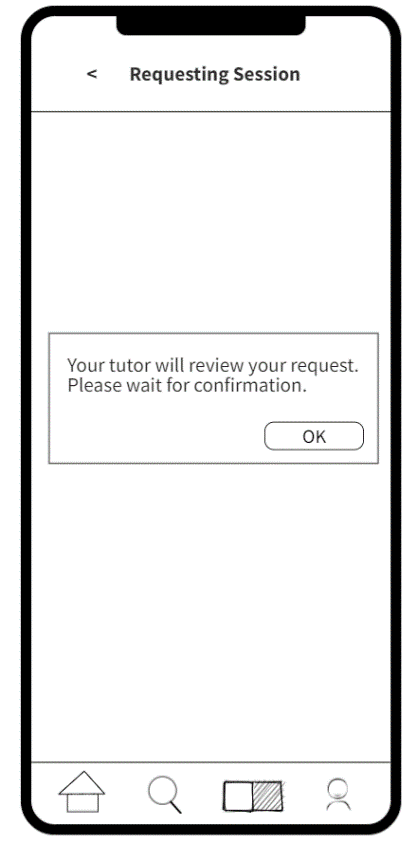 < Requesting Session
Your tutor will review your request.
Please wait for confirmation.
OK